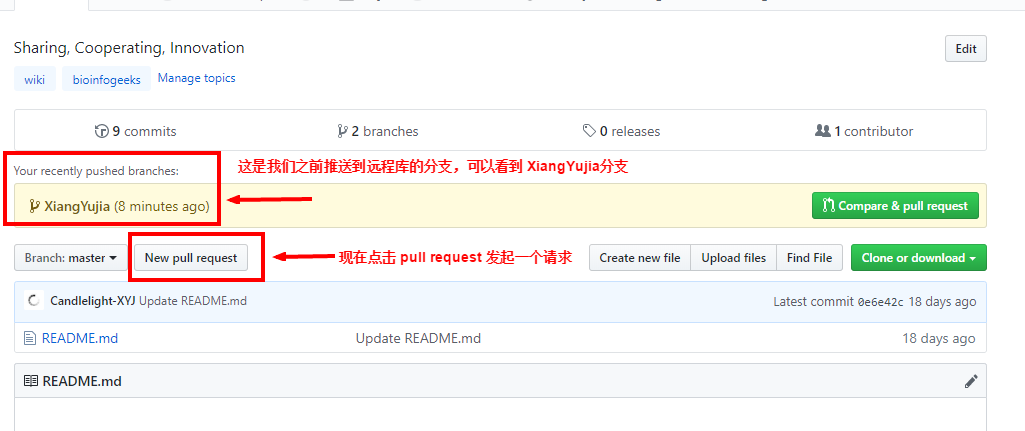 Sharing, Cooperating, Innovation
Edit
wiki bioinfogeeks Manage topics
9 commits 2 branches 0 releases 1 contributor
这是我们之前推送到远程库的分支，可以看到 XiangYujia分支
Your recently pushed branches:
XiangYujia (8 minutes ago) Compare & pull request
Branch: master New pull request 现在点击 pull request 发起一个请求 Create new file Upload files Find File Clone or download
Candlelight-XYJ Update README.md Latest commit 0e6e42c 18 days ago
README.md Update README.md 18 days ago
README.md